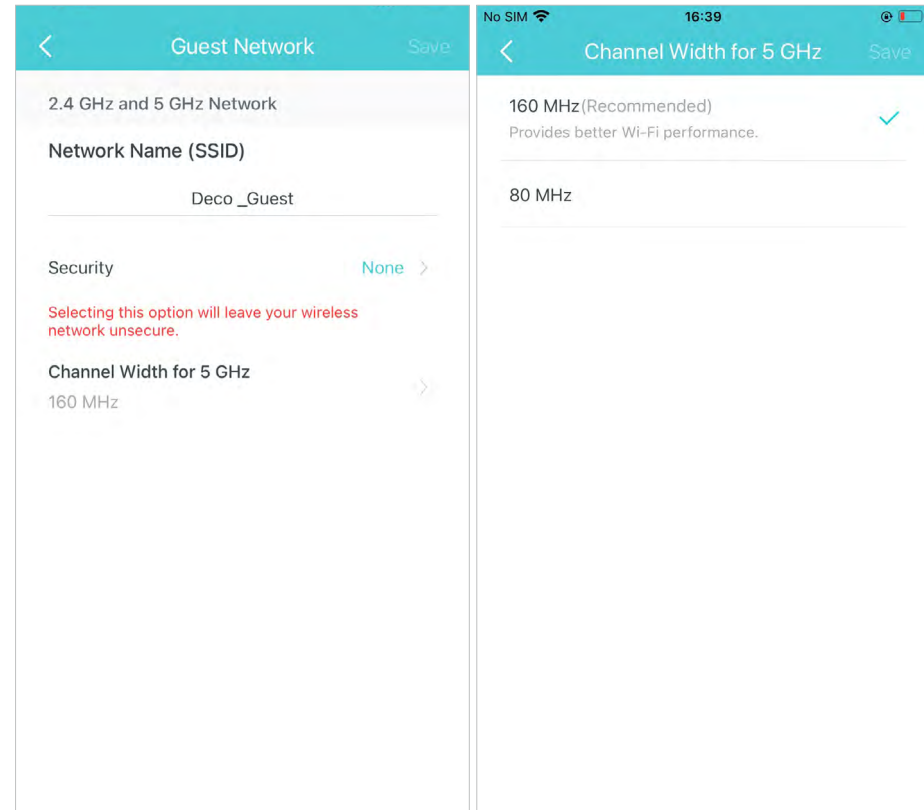 Guest Network
Save
2.4 GHz and 5 GHz Network
Network Name (SSID)
Deco _Guest
Security
None
Selecting this option will leave your wireless
network unsecure.
Channel Width for 5 GHz
160 MHz
No SIM
16:39
Channel Width for 5 GHz
Save
160 MHz(Recommended)
Provides better Wi-Fi performance.
80 MHz